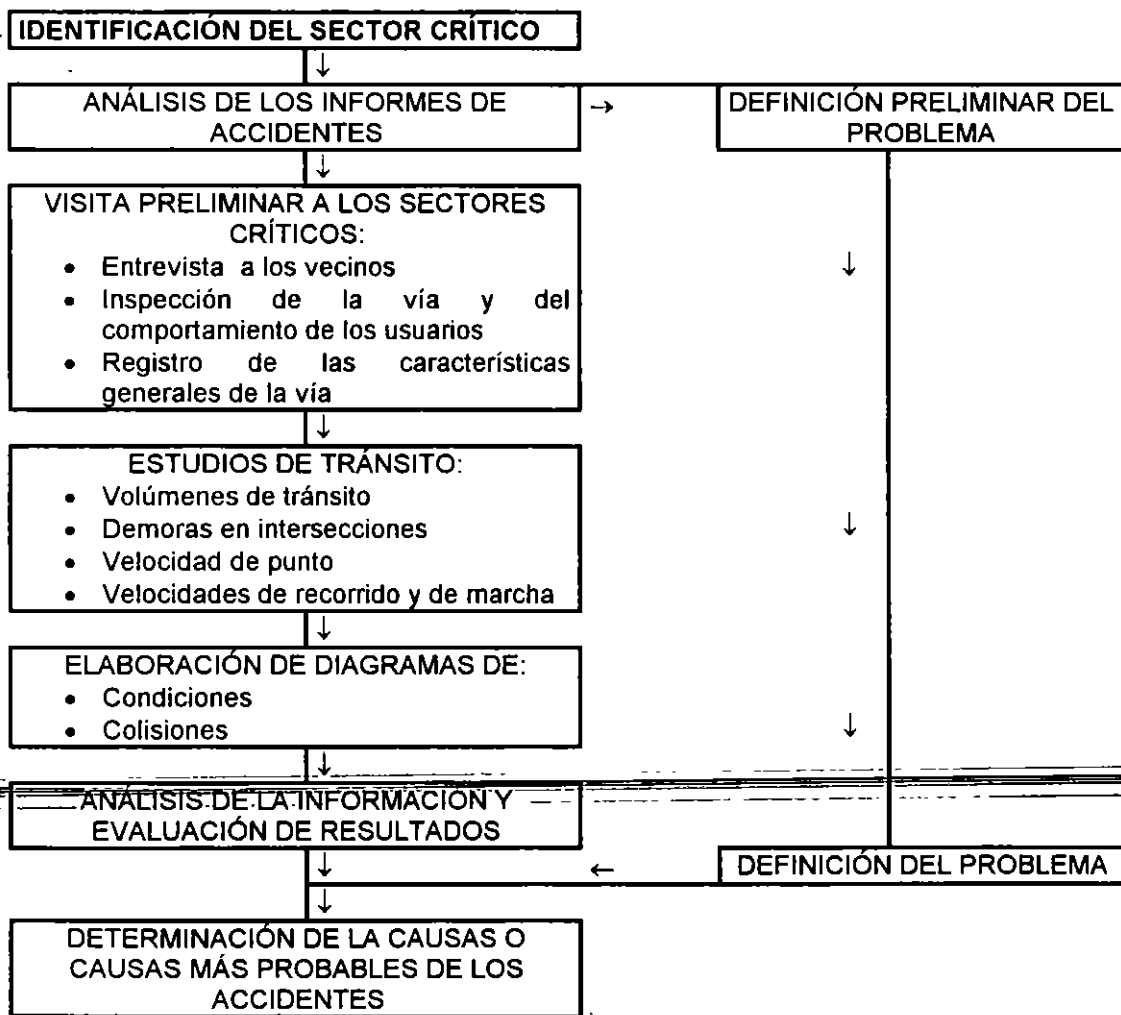 IDENTIFICACIÓN DEL SECTOR CRÍTICO
↓
ANÁLISIS DE LOS INFORMES DE
ACCIDENTES
→
DEFINICIÓN PRELIMINAR DEL
PROBLEMA
↓
VISITA PRELIMINAR A LOS SECTORES
CRÍTICOS:
• Entrevista a los vecinos
• Inspección de la vía y del
comportamiento de los usuarios
• Registro de las características
generales de la vía
↓
↓
ESTUDIOS DE TRÁNSITO:
• Volúmenes de tránsito
• Demoras en intersecciones
• Velocidad de punto
• Velocidades de recorrido y de marcha
↓
↓
ELABORACIÓN DE DIAGRAMAS DE:
• Condiciones
• Colisiones
↓
↓
ANÁLISIS DE LA INFORMACIÓN Y
EVALUACIÓN DE RESULTADOS
↓
←
DEFINICIÓN DEL PROBLEMA
↓
DETERMINACIÓN DE LA CAUSAS O
CAUSAS MÁS PROBABLES DE LOS
ACCIDENTES